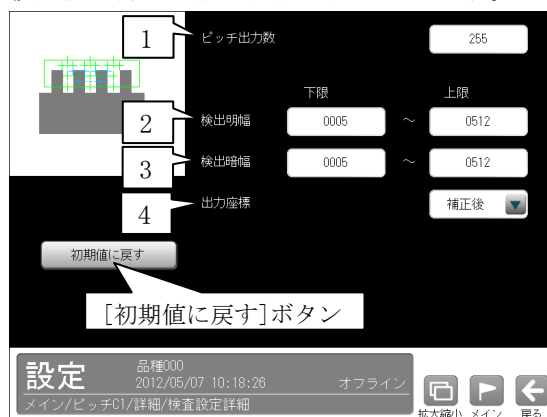 1 ピッチ出力数 255
下限 上限
2 検出明幅 0005 ~ 0512
3 検出暗幅 0005 ~ 0512
4 出力座標 補正後
初期値に戻す
[初期値に戻す]ボタン
設定 品種000
2012/05/07 10:18:26 オフライン
メイン/ピッチC1/詳細/検査設定詳細
拡大縮小 メイン 戻る